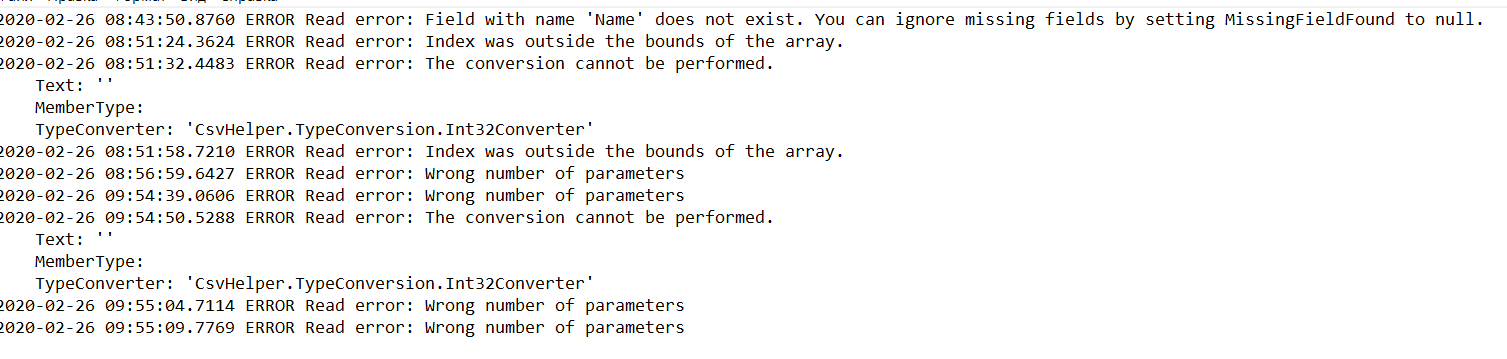 2020-02-26 08:43:50.8760 ERROR Read error: Field with name 'Name' does not exist. You can ignore missing fields by setting MissingFieldFound to null.
2020-02-26 08:51:24.3624 ERROR Read error: Index was outside the bounds of the array.
2020-02-26 08:51:32.4483 ERROR Read error: The conversion cannot be performed.
Text: ''
MemberType:
TypeConverter: 'CsvHelper.TypeConversion.Int32Converter'
2020-02-26 08:51:58.7210 ERROR Read error: Index was outside the bounds of the array.
2020-02-26 08:56:59.6427 ERROR Read error: Wrong number of parameters
2020-02-26 09:54:39.0606 ERROR Read error: Wrong number of parameters
2020-02-26 09:54:50.5288 ERROR Read error: The conversion cannot be performed.
Text: ''
MemberType:
TypeConverter: 'CsvHelper.TypeConversion.Int32Converter'
2020-02-26 09:55:04.7114 ERROR Read error: Wrong number of parameters
2020-02-26 09:55:09.7769 ERROR Read error: Wrong number of parameters